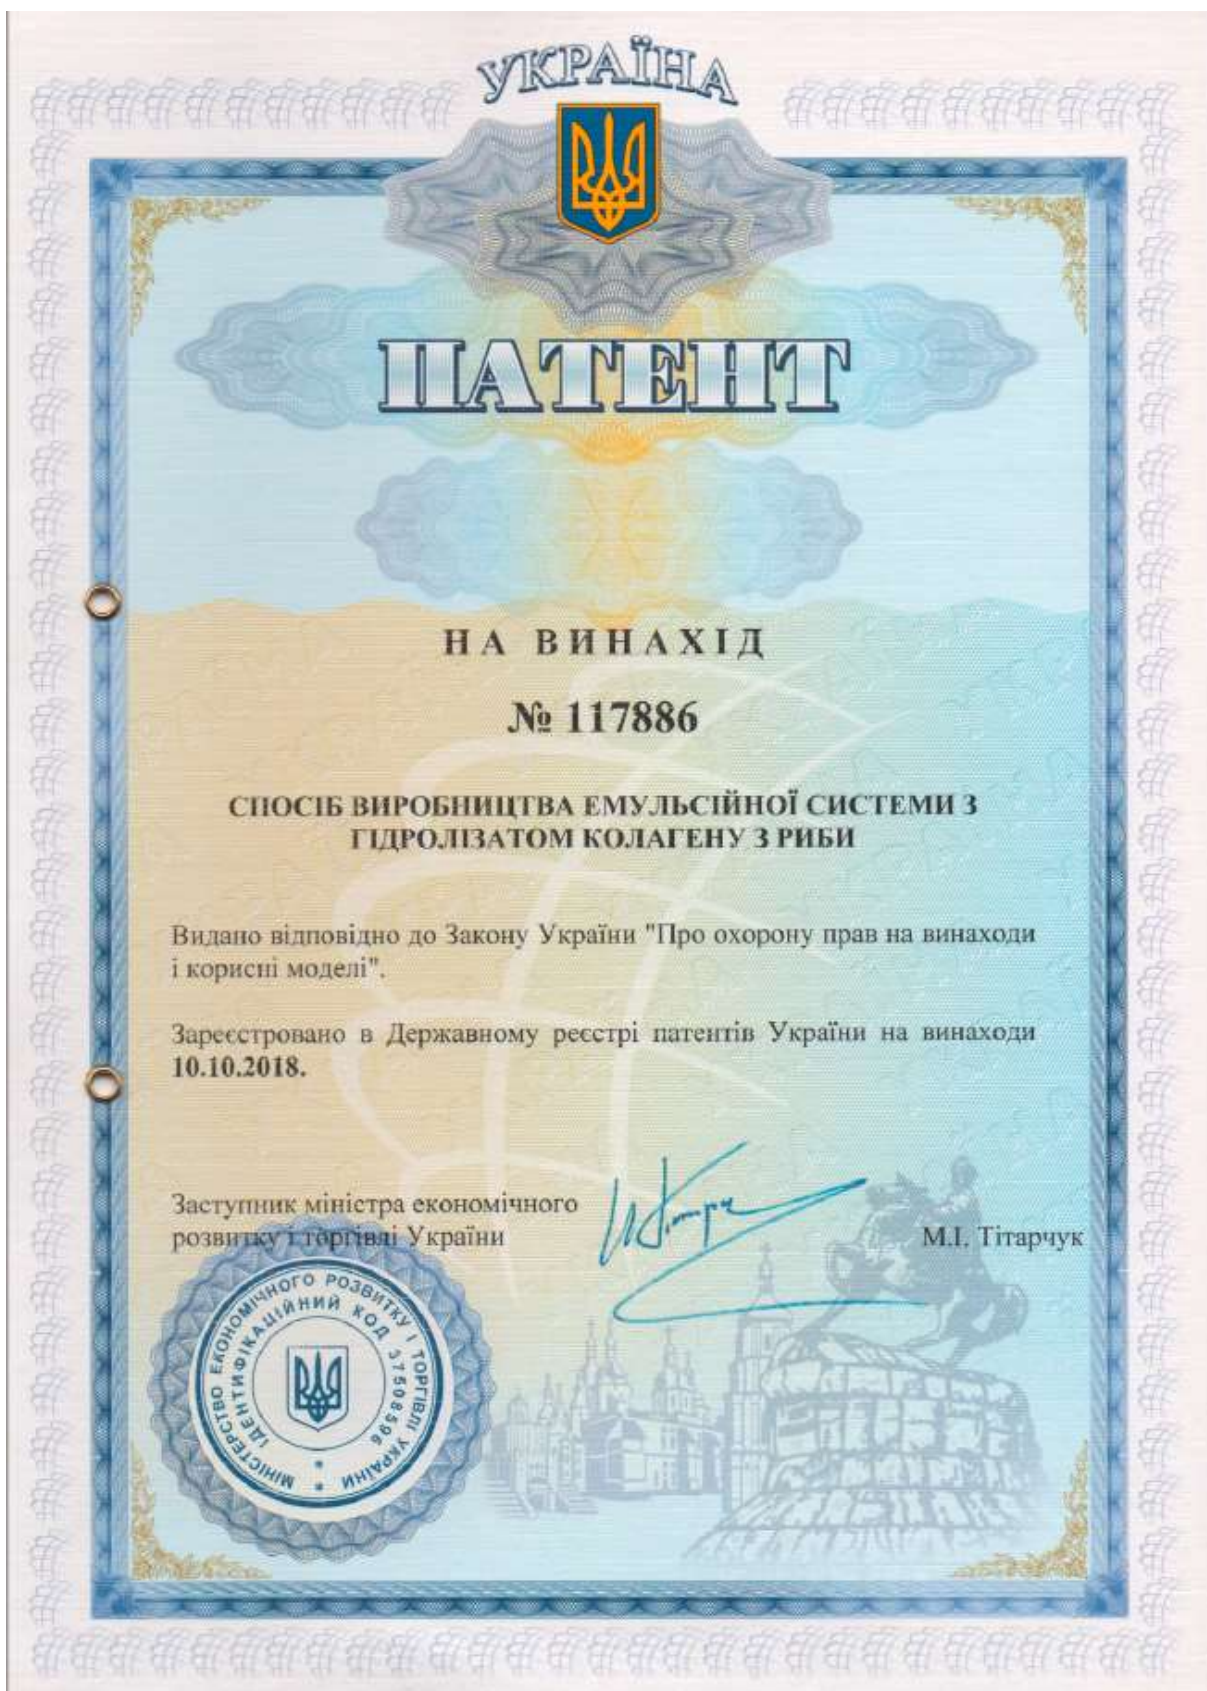 УКРАЇНА
ПАТЕНТ
НА ВИНАХІД
№ 117886
СПОСІБ ВИРОБНИЦТВА ЕМУЛЬСІЙНОЇ СИСТЕМИ З
ГІДРОЛІЗАТОМ КОЛАГЕНУ З РИБИ
Видано відповідно до Закону України "Про охорону прав на винаходи
і корисні моделі".
Зареєстровано в Державному реєстрі патентів України на винаходи
10.10.2018.
Заступник міністра економічного
розвитку і торгівлі України
М.І. Тітарчук
МІНІСТЕРСТВО ЕКОНОМІЧНОГО РОЗВИТКУ І ТОРГІВЛІ УКРАЇНИ
ІДЕНТИФІКАЦІЙНИЙ КОД 37508596